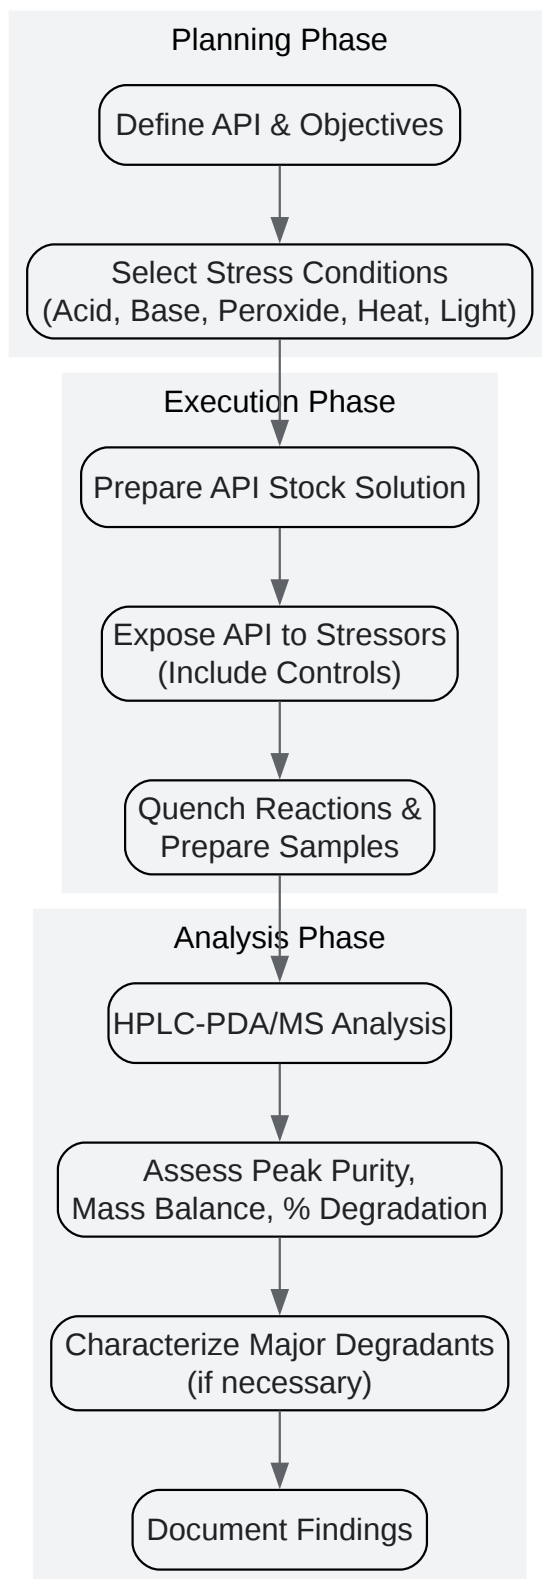 Planning Phase
Define API & Objectives
Select Stress Conditions
(Acid, Base, Peroxide, Heat, Light)
Execution Phase
Prepare API Stock Solution
Expose API to Stressors
(Include Controls)
Quench Reactions &
Prepare Samples
Analysis Phase
HPLC-PDA/MS Analysis
Assess Peak Purity,
Mass Balance, % Degradation
Characterize Major Degradants
(if necessary)
Document Findings